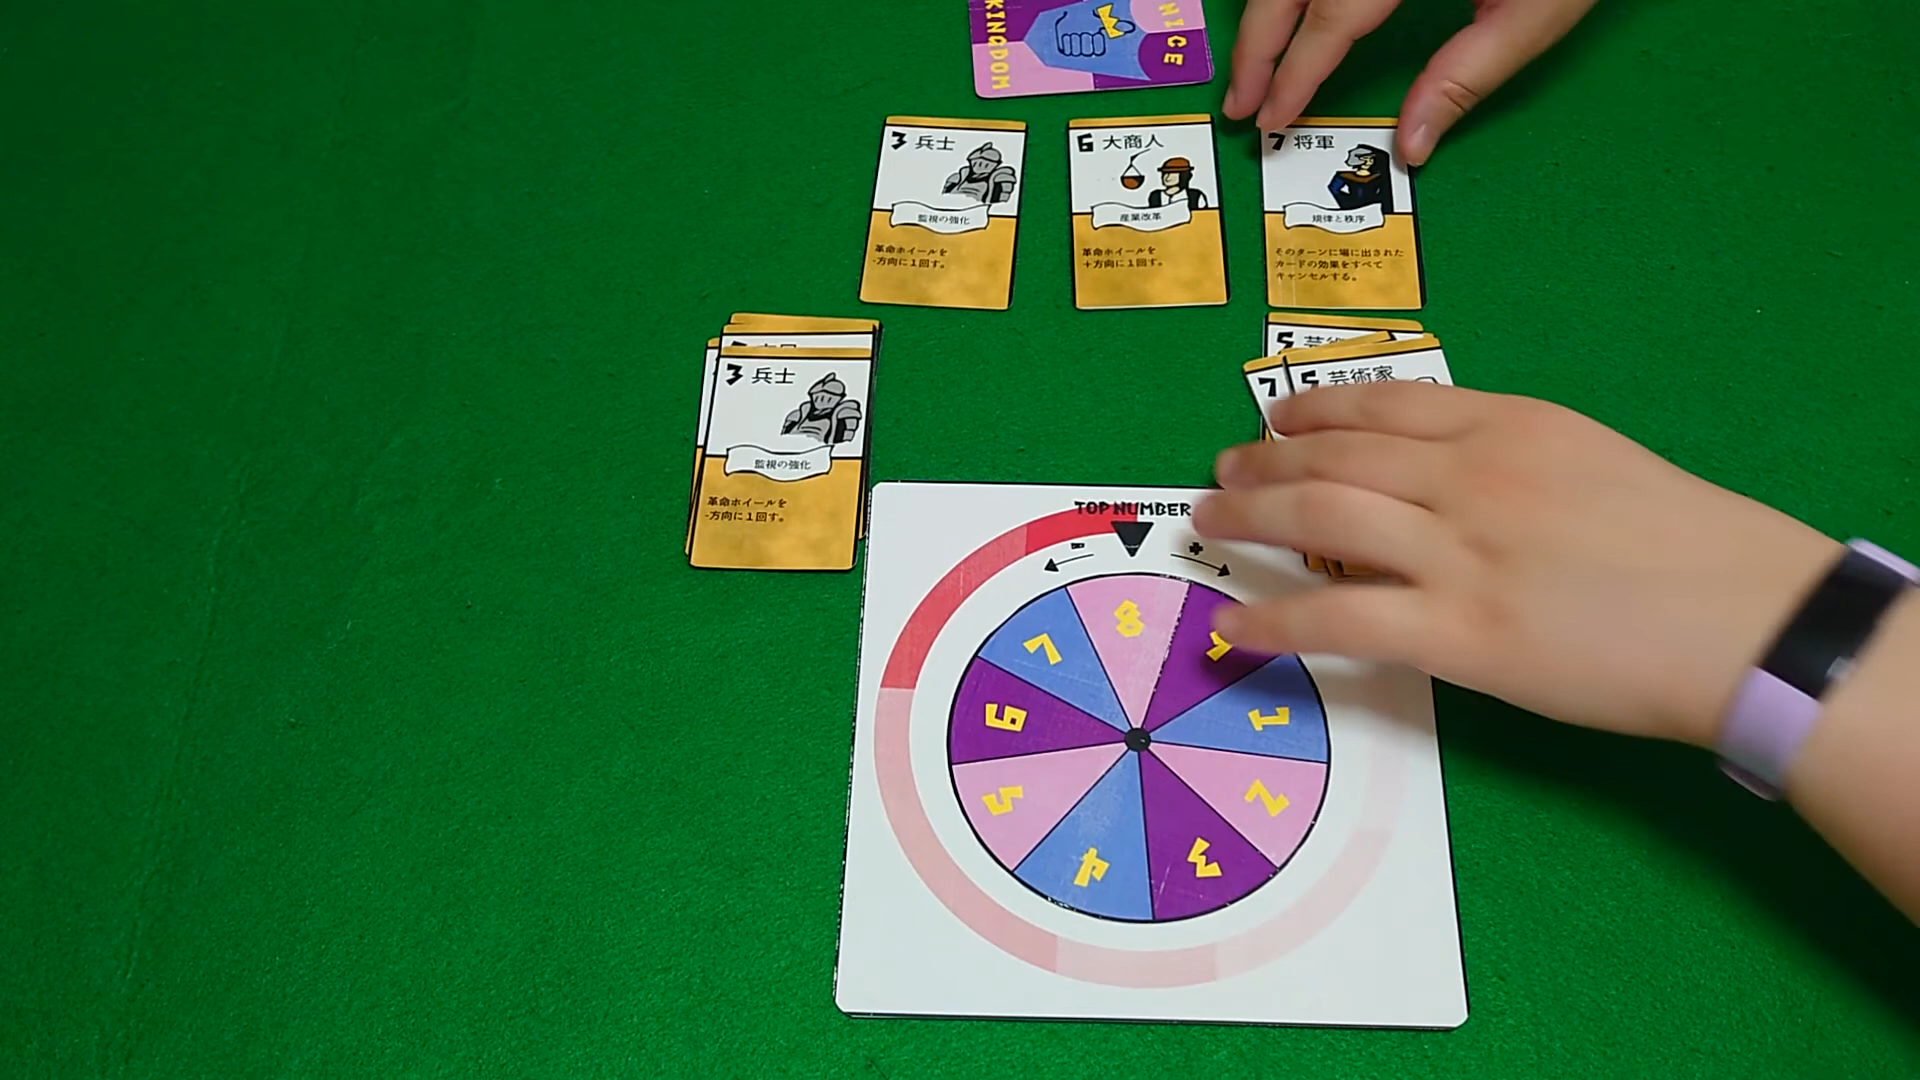 KINGDOM
NICE
3 兵士
監視の強化
革命ホイールを
-方向に1回す。
6 大商人
産業改革
革命ホイールを
+方向に1回す。
7 将軍
規律と秩序
そのターンに場に出された
カードの効果をすべて
キャンセルする。
3 兵士
監視の強化
革命ホイールを
-方向に1回す。
5 芸術
7
5 芸術家
TOP NUMBER
- +
8
7
6
5
4
3
2
1